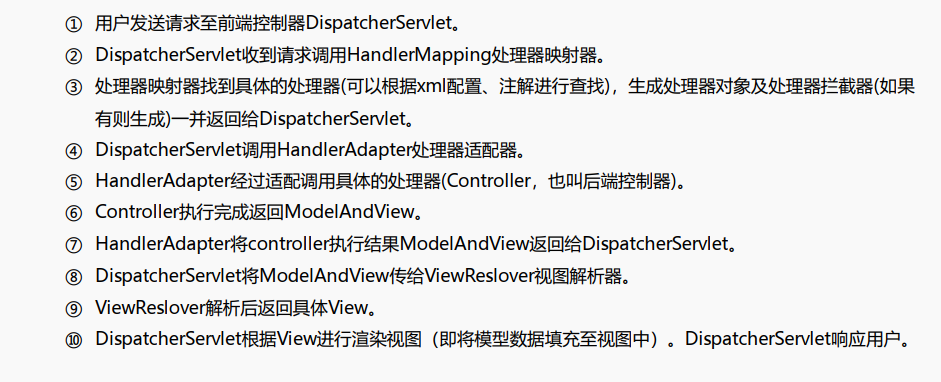 ① 用户发送请求至前端控制器DispatcherServlet。
② DispatcherServlet收到请求调用HandlerMapping处理器映射器。
③ 处理器映射器找到具体的处理器(可以根据xml配置、注解进行查找)，生成处理器对象及处理器拦截器(如果
有则生成)一并返回给DispatcherServlet。
④ DispatcherServlet调用HandlerAdapter处理器适配器。
⑤ HandlerAdapter经过适配调用具体的处理器(Controller，也叫后端控制器)。
⑥ Controller执行完成返回ModelAndView。
⑦ HandlerAdapter将controller执行结果ModelAndView返回给DispatcherServlet。
⑧ DispatcherServlet将ModelAndView传给ViewReslover视图解析器。
⑨ ViewReslover解析后返回具体View。
⑩ DispatcherServlet根据View进行渲染视图（即将模型数据填充至视图中）。DispatcherServlet响应用户。